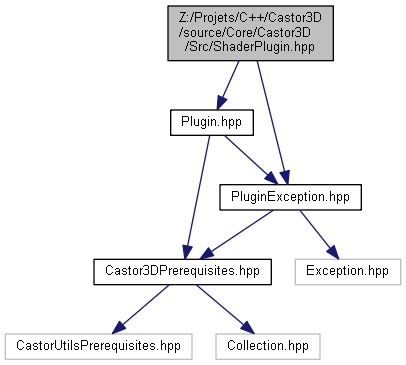 Z:/Projets/C++/Castor3D
/source/Core/Castor3D
/Src/ShaderPlugin.hpp
Plugin.hpp
PluginException.hpp
Castor3DPrerequisites.hpp
Exception.hpp
CastorUtilsPrerequisites.hpp
Collection.hpp